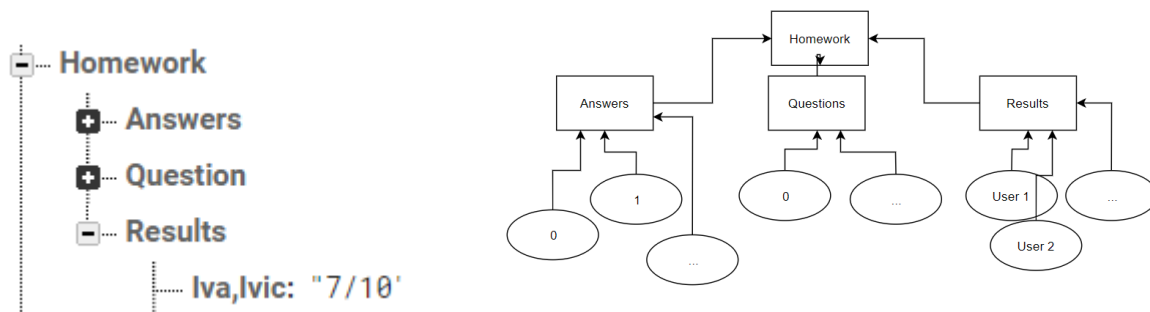 Homework
Answers
Question
Results
Iva,Ivic: "7/10'
Homework
Answers
Questions
Results
0
1
...
0
...
User 1
User 2
...